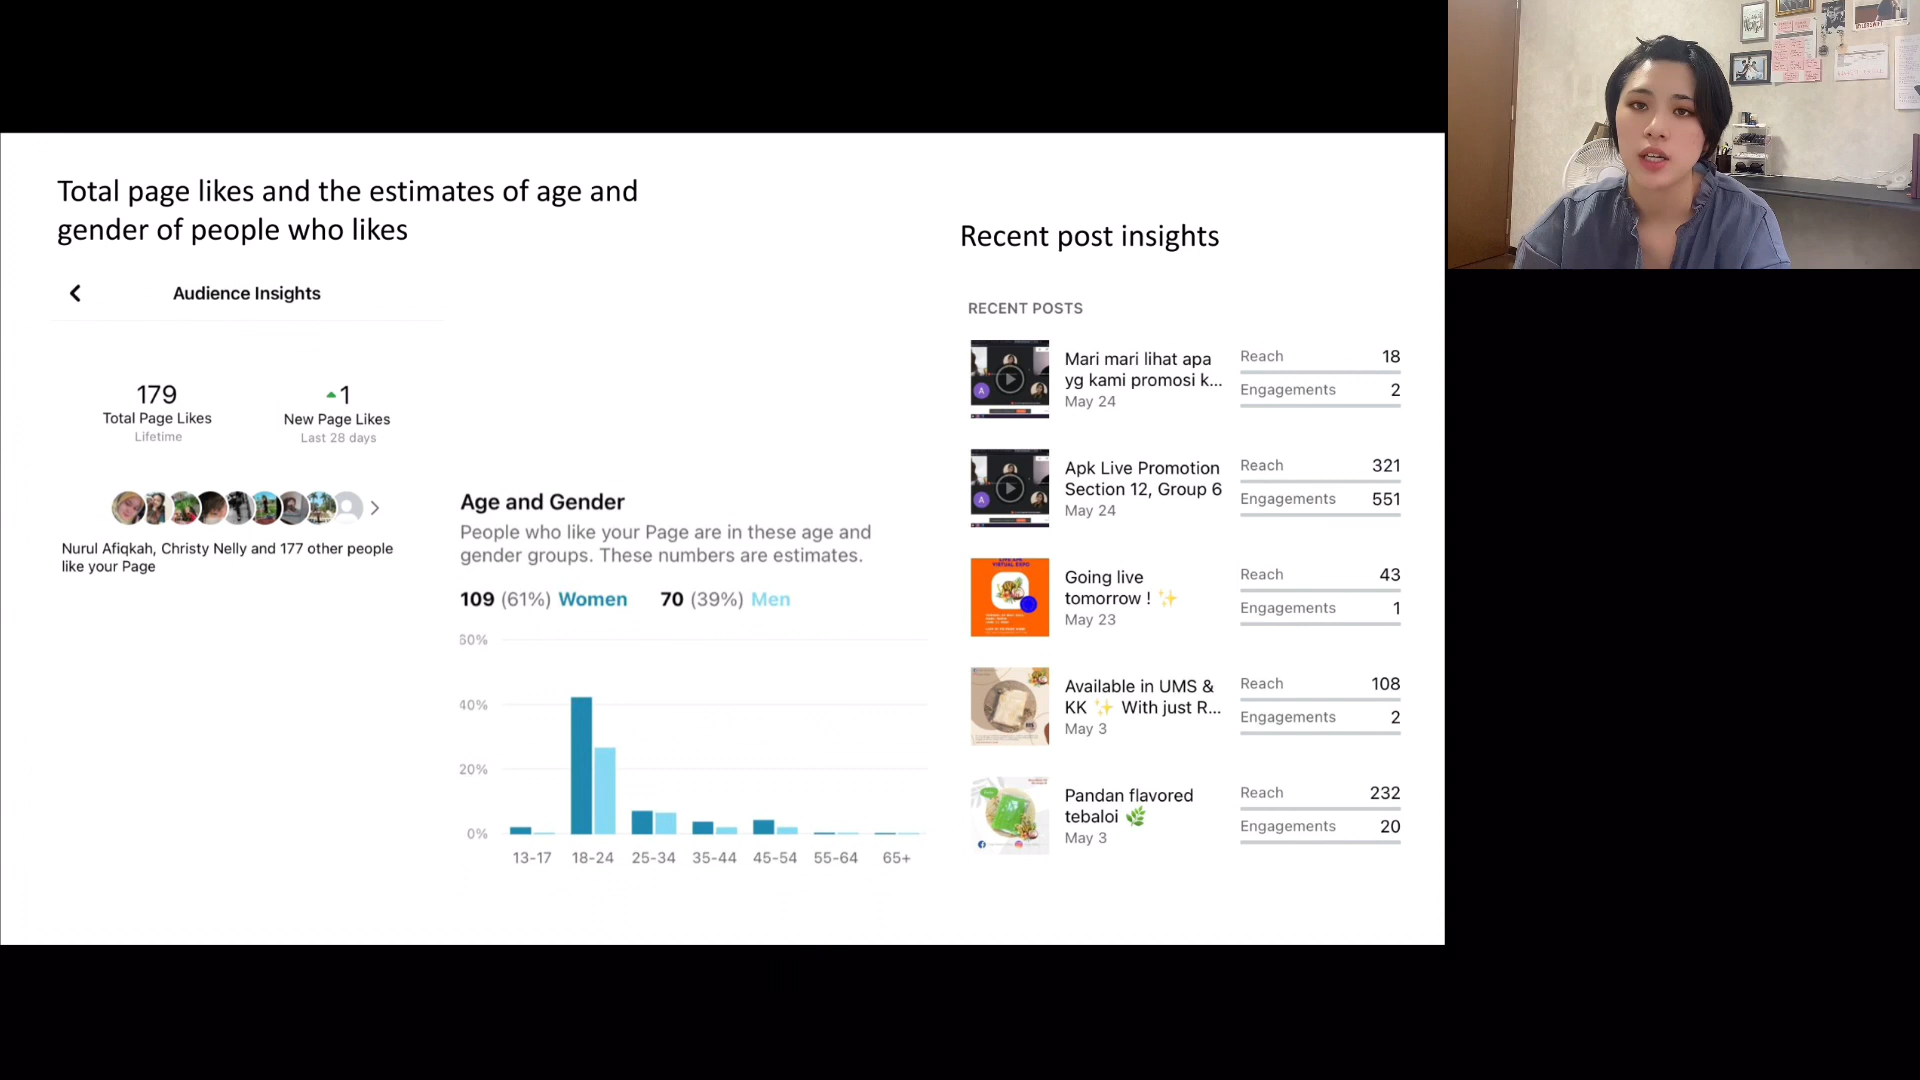 Total page likes and the estimates of age and
gender of people who likes
Audience Insights
179
Total Page Likes
Lifetime
1
New Page Likes
Last 28 days
Nurul Afiqkah, Christy Nelly and 177 other people
like your Page
Age and Gender
People who like your Page are in these age and
gender groups. These numbers are estimates.
109 (61%) Women 70 (39%) Men
60%
40%
20%
0%
13-17 18-24 25-34 35-44 45-54 55-64 65+
Recent post insights
RECENT POSTS
Mari mari lihat apa
yg kami promosi k...
May 24
Reach 18
Engagements 2
Apk Live Promotion
Section 12, Group 6
May 24
Reach 321
Engagements 551
Going live
tomorrow ! ✨
May 23
Reach 43
Engagements 1
Available in UMS &
KK ✨ With just R...
May 3
Reach 108
Engagements 2
Pandan flavored
tebaloi 🌿
May 3
Reach 232
Engagements 20